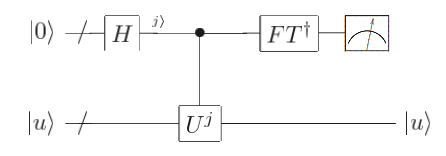 |0⟩ H j⟩ FT†
U^j
|u⟩ |u⟩